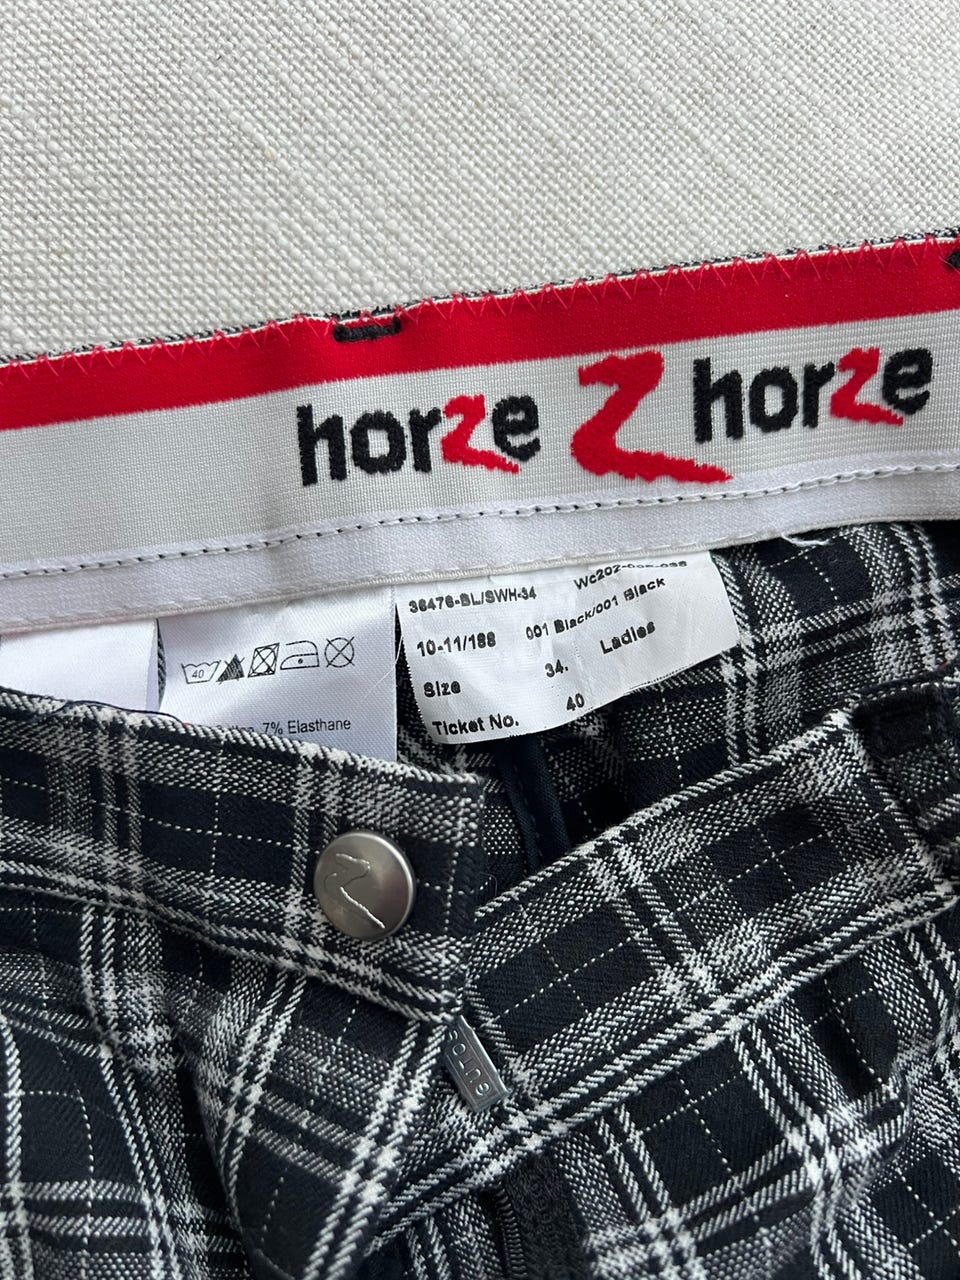 horze Z horze
36476-BL/SWH-34
10-11/188 001 Black/001 Black
Size 34. Ladies
Ticket No. 40
40
7% Elasthane